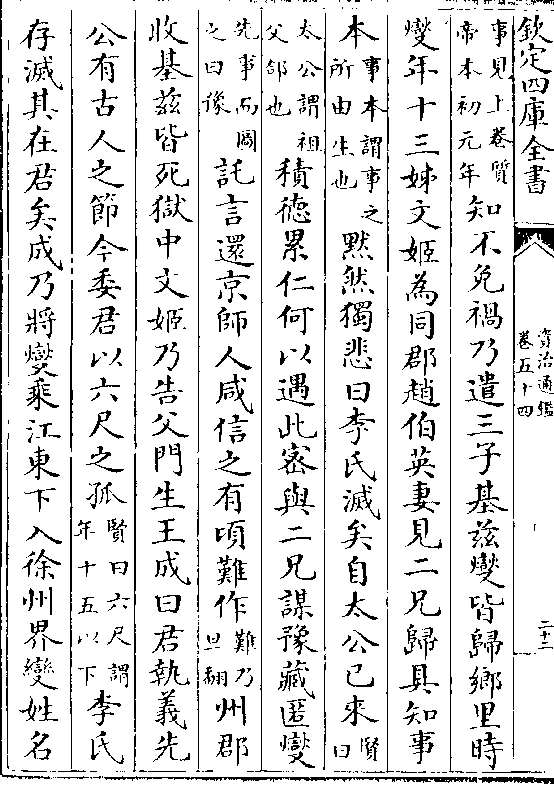 欽定四庫全書
資治通鑑
卷五十四
二十二
事見上卷質
帝本初元年
知不免禍乃遣三子基茲燮皆歸鄉里時
燮年十三姊文姬為同郡趙伯英妻見二兄歸具知事
本
事本謂事之
所由生也
黙然獨悲曰李氏滅矣自太公已來
賢曰
太公謂祖
父郃也
積徳累仁何以遇此宻與二兄謀豫藏匿燮
先事而圖
之曰豫
託言還京師人咸信之有頃難作
難乃
旦翻
州郡
收基茲皆死獄中文姬乃告父門生王成曰君執義先
公有古人之節今委君以六尺之孤
賢曰六尺謂
年十五以下
李氏
存滅其在君矣成乃將燮乘江東下入徐州界變姓名